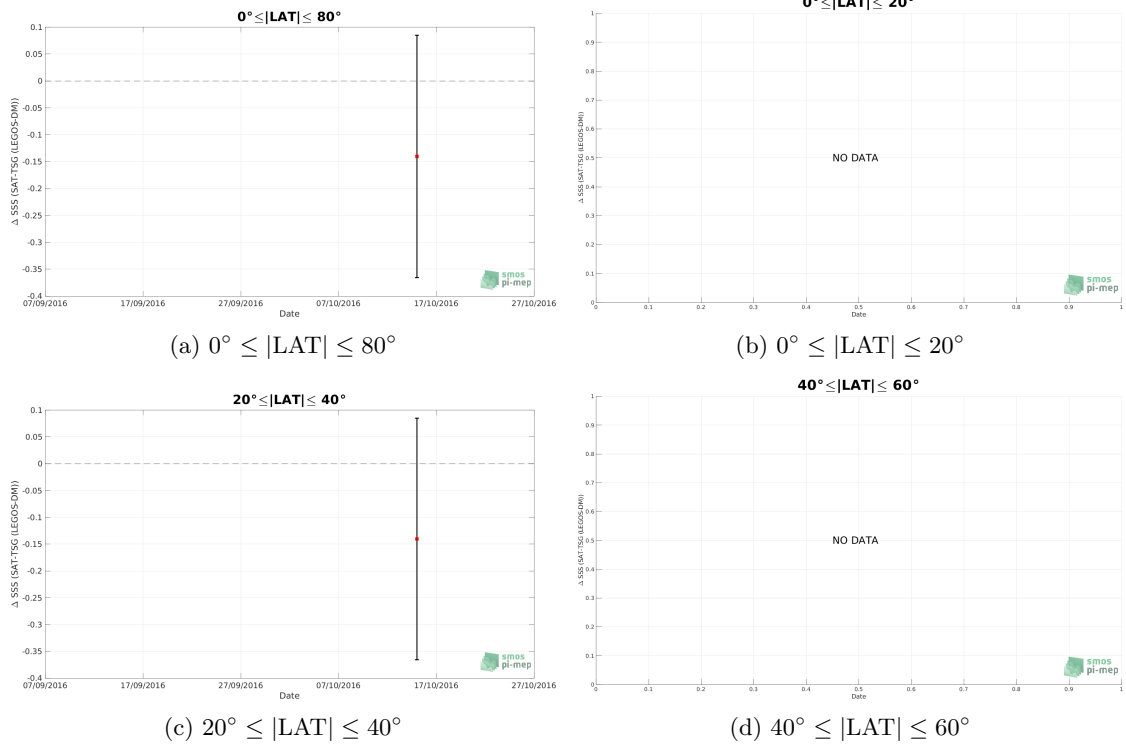 0°≤|LAT|≤ 80°
0.1
0.05
0
-0.05
-0.1
-0.15
-0.2
-0.25
-0.3
-0.35
-0.4
Δ SSS (SAT-TSG (LEGOS-DM))
07/09/2016 17/09/2016 27/09/2016 07/10/2016 17/10/2016 27/10/2016
Date
smos
pi-mep
(a) 0° ≤ |LAT| ≤ 80°
0°≤|LAT|≤ 20°
1
0.9
0.8
0.7
0.6
0.5
0.4
0.3
0.2
0.1
0
Δ SSS (SAT-TSG (LEGOS-DM))
NO DATA
0 0.1 0.2 0.3 0.4 0.5 0.6 0.7 0.8 0.9 1
Date
smos
pi-mep
(b) 0° ≤ |LAT| ≤ 20°
20°≤|LAT|≤ 40°
0.1
0.05
0
-0.05
-0.1
-0.15
-0.2
-0.25
-0.3
-0.35
-0.4
Δ SSS (SAT-TSG (LEGOS-DM))
07/09/2016 17/09/2016 27/09/2016 07/10/2016 17/10/2016 27/10/2016
Date
smos
pi-mep
(c) 20° ≤ |LAT| ≤ 40°
40°≤|LAT|≤ 60°
1
0.9
0.8
0.7
0.6
0.5
0.4
0.3
0.2
0.1
0
Δ SSS (SAT-TSG (LEGOS-DM))
NO DATA
0 0.1 0.2 0.3 0.4 0.5 0.6 0.7 0.8 0.9 1
Date
smos
pi-mep
(d) 40° ≤ |LAT| ≤ 60°